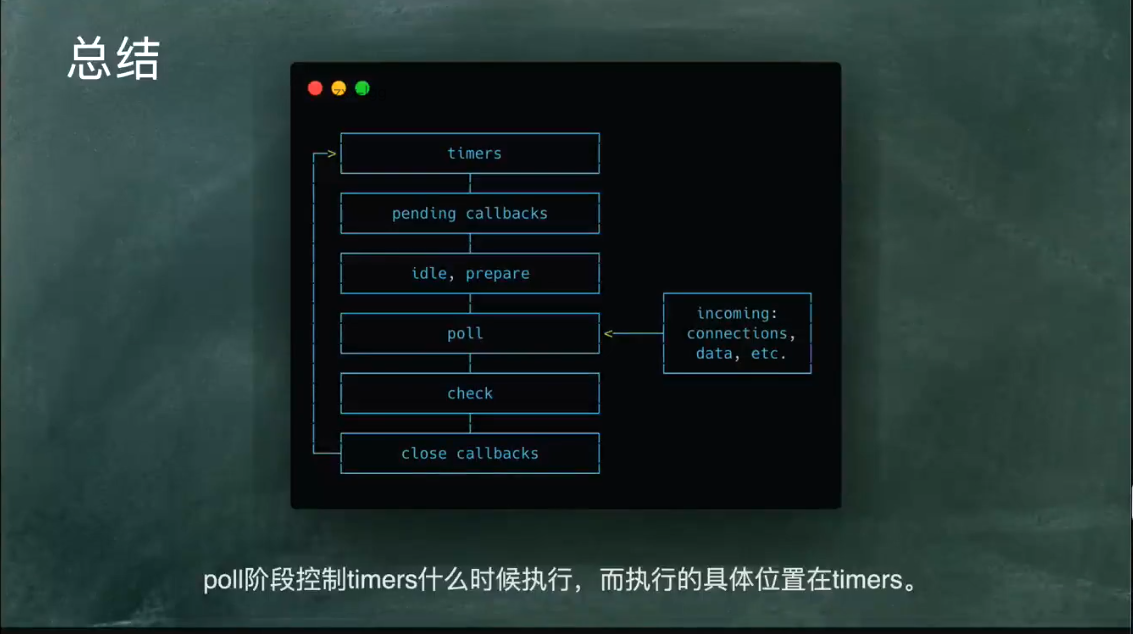 总结
timers
pending callbacks
idle, prepare
poll
incoming:
connections,
data, etc.
check
close callbacks
poll阶段控制timers什么时候执行，而执行的具体位置在timers。